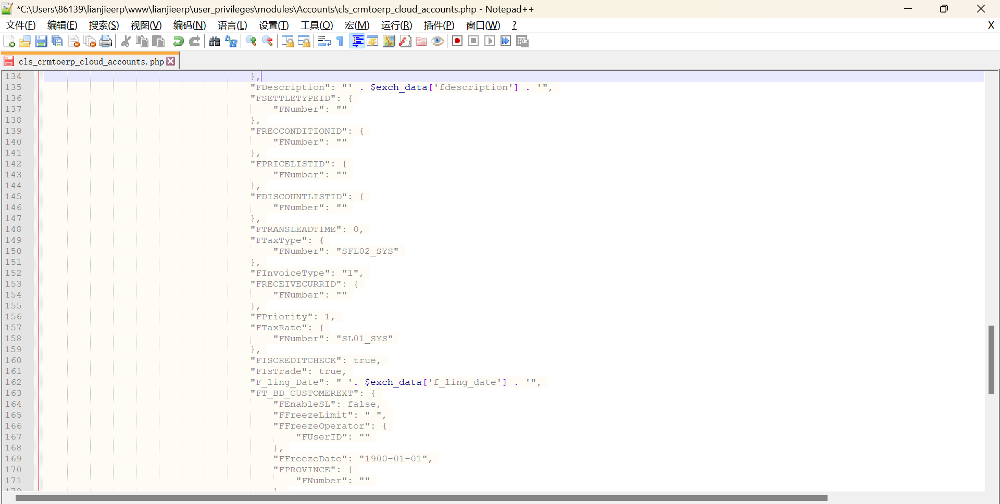 *C:\Users\86139\lianjieerp\www\lianjieerp\user_privileges\modules\Accounts\cls_crmtoerp_cloud_accounts.php - Notepad++
文件(F) 编辑(E) 搜索(S) 视图(V) 编码(N) 语言(L) 设置(T) 工具(O) 宏(M) 运行(R) 插件(P) 窗口(W) ? X
cls_crmtoerp_cloud_accounts.php
134 },
135 "FDescription": "' . $exch_data['fdescription'] . '",
136 "FSETTLETYPEID": {
137 "FNumber": ""
138 },
139 "FRECCONDITIONID": {
140 "FNumber": ""
141 },
142 "FPRICELISTID": {
143 "FNumber": ""
144 },
145 "FDISCOUNTLISTID": {
146 "FNumber": ""
147 },
148 "FTRANSLEADTIME": 0,
149 "FTaxType": {
150 "FNumber": "SFL02_SYS"
151 },
152 "FInvoiceType": "1",
153 "FRECEIVECURRID": {
154 "FNumber": ""
155 },
156 "FPriority": 1,
157 "FTaxRate": {
158 "FNumber": "SL01_SYS"
159 },
160 "FISCREDITCHECK": true,
161 "FIsTrade": true,
162 "F_ling_Date": " '. $exch_data['f_ling_date'] . '",
163 "FT_BD_CUSTOMEREXT": {
164 "FEnableSL": false,
165 "FFreezeLimit": " ",
166 "FFreezeOperator": {
167 "FUserID": ""
168 },
169 "FFreezeDate": "1900-01-01",
170 "FPROVINCE": {
171 "FNumber": ""